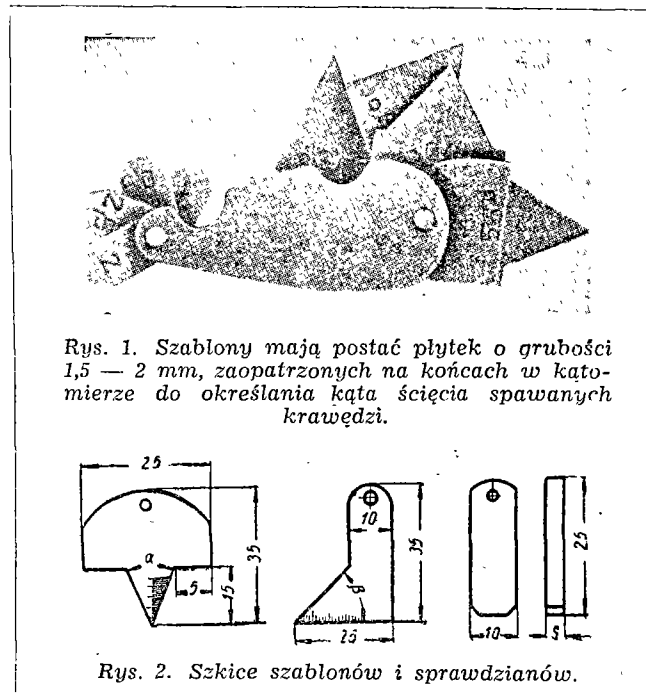 Rys. 1. Szablony mają postać płytek o grubości
1,5 — 2 mm, zaopatrzonych na końcach w kąto-
mierze do określania kąta ścięcia spawanych
krawędzi.
25
α
5
15
35
10
β
35
25
10
5
25
Rys. 2. Szkice szablonów i sprawdzianów.